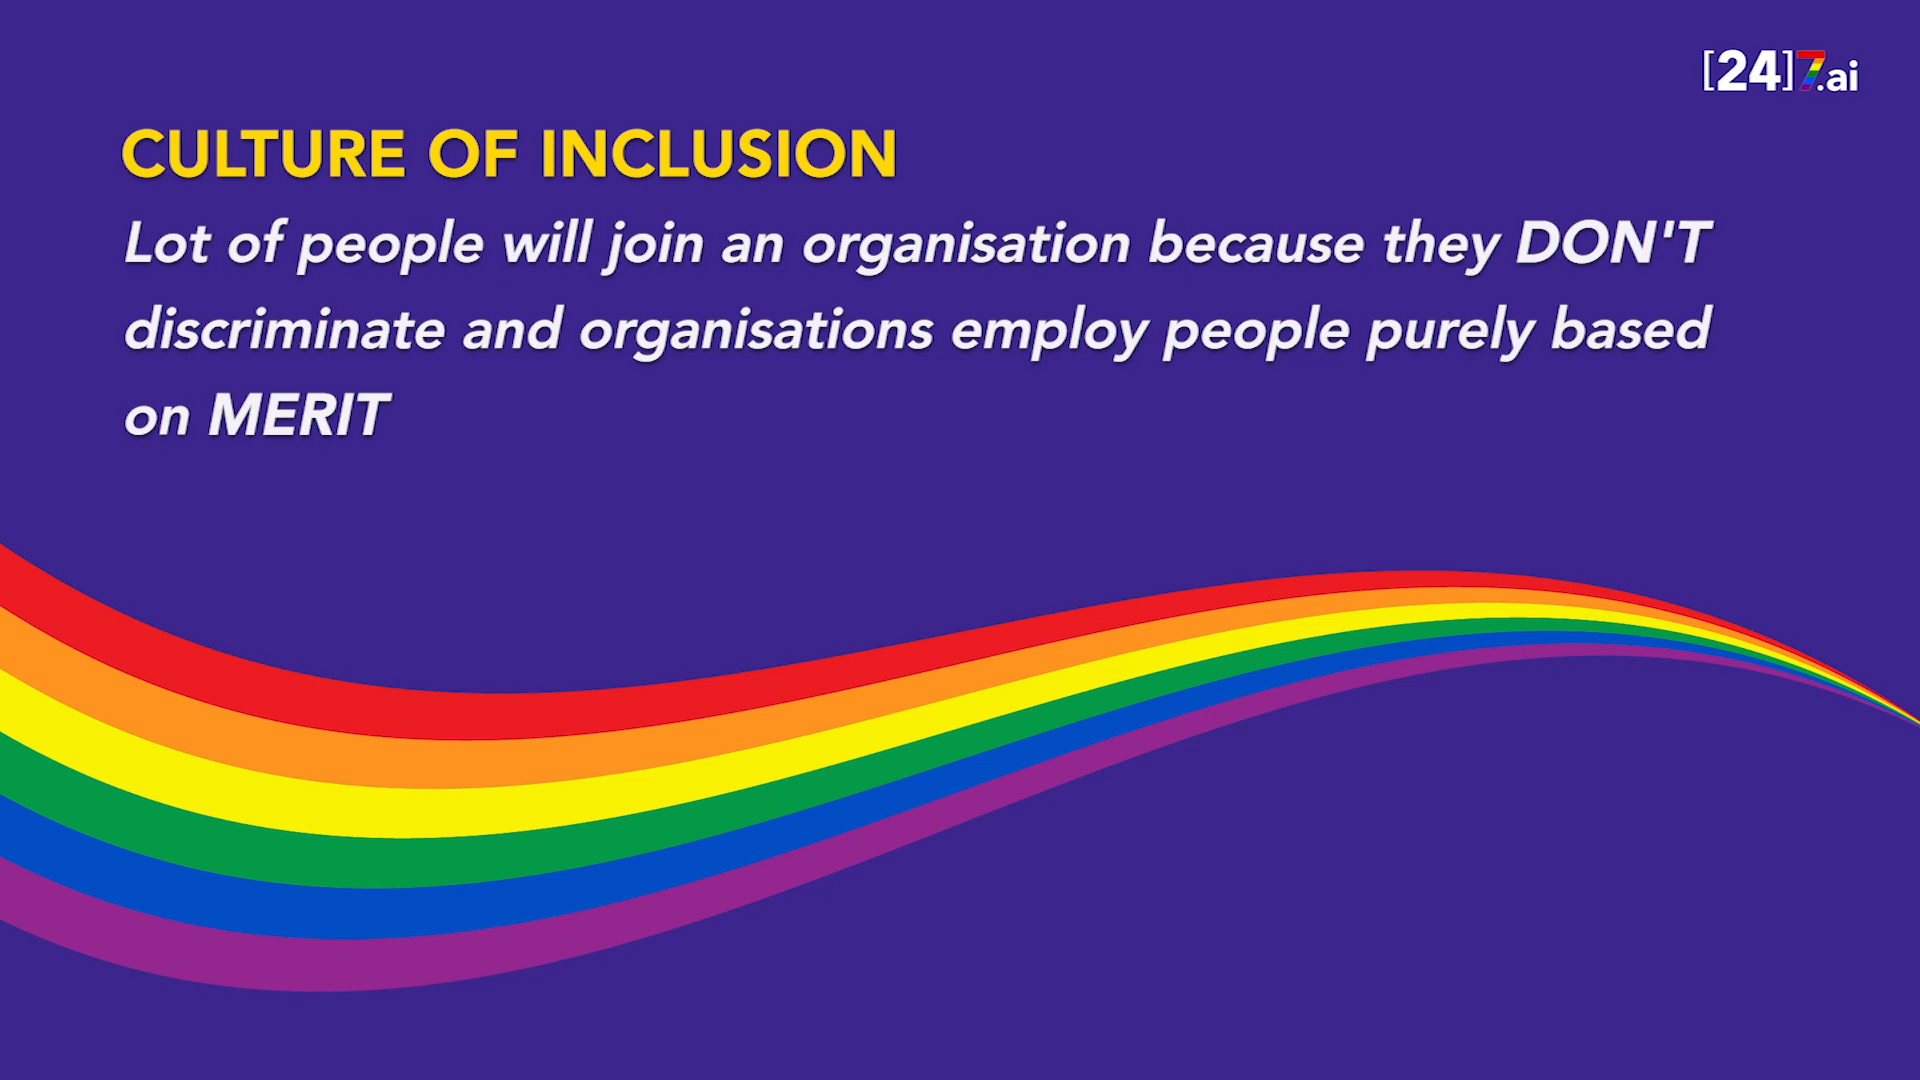 [24]7.ai
CULTURE OF INCLUSION
Lot of people will join an organisation because they DON'T
discriminate and organisations employ people purely based
on MERIT